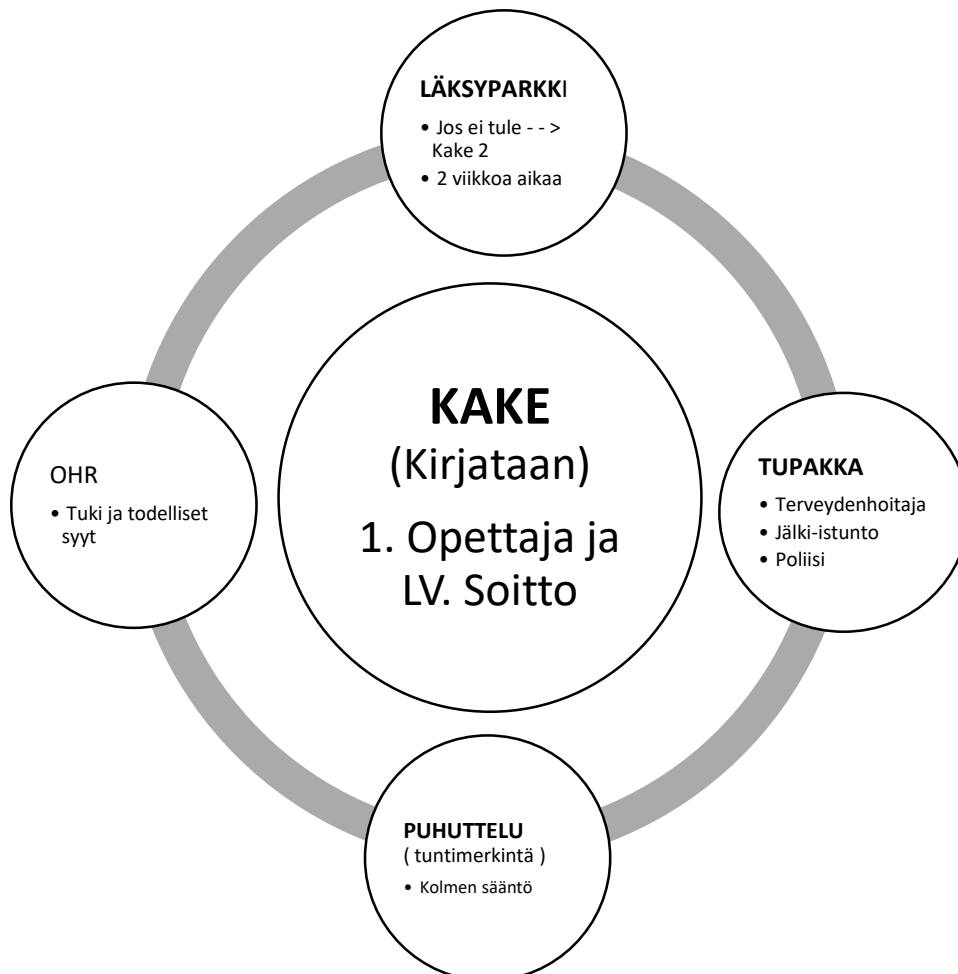 LÄKSYPARKKI
• Jos ei tule - - >
Kake 2
• 2 viikkoa aikaa
KAKE
(Kirjataan)
1. Opettaja ja
LV. Soitto
OHR
• Tuki ja todelliset
syyt
TUPAKKA
• Terveydenhoitaja
• Jälki-istunto
• Poliisi
PUHUTTELU
( tuntimerkintä )
• Kolmen sääntö